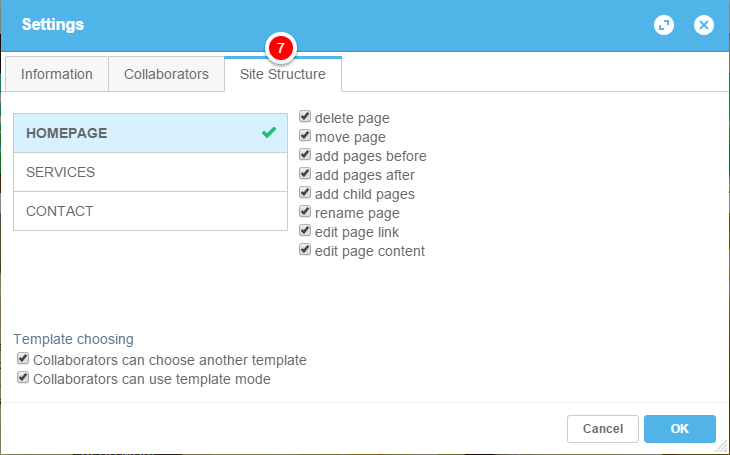 Settings
7
Information Collaborators Site Structure
HOMEPAGE
SERVICES
CONTACT
delete page
move page
add pages before
add pages after
add child pages
rename page
edit page link
edit page content
Template choosing
Collaborators can choose another template
Collaborators can use template mode
Cancel OK